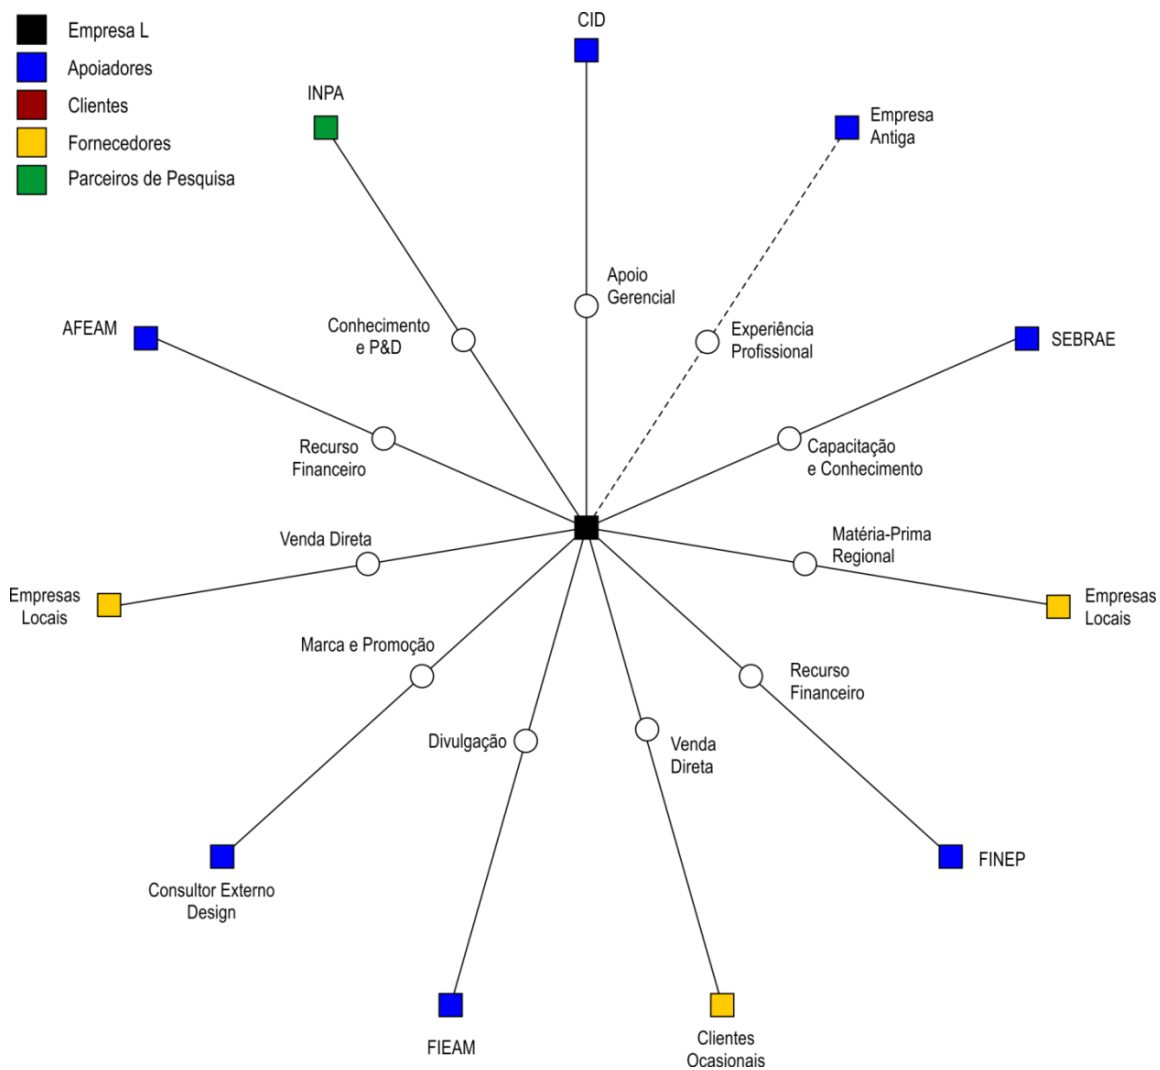 Empresa L
Apoiadores
Clientes
Fornecedores
Parceiros de Pesquisa
CID
INPA
Empresa
Antiga
Apoio
Gerencial
AFEAM
Conhecimento
e P&D
Experiência
Profissional
SEBRAE
Recurso
Financeiro
Capacitação
e Conhecimento
Venda Direta
Matéria-Prima
Regional
Empresas
Locais
Empresas
Locais
Marca e Promoção
Recurso
Financeiro
Divulgação
Venda
Direta
Consultor Externo
Design
FINEP
FIEAM
Clientes
Ocasionais